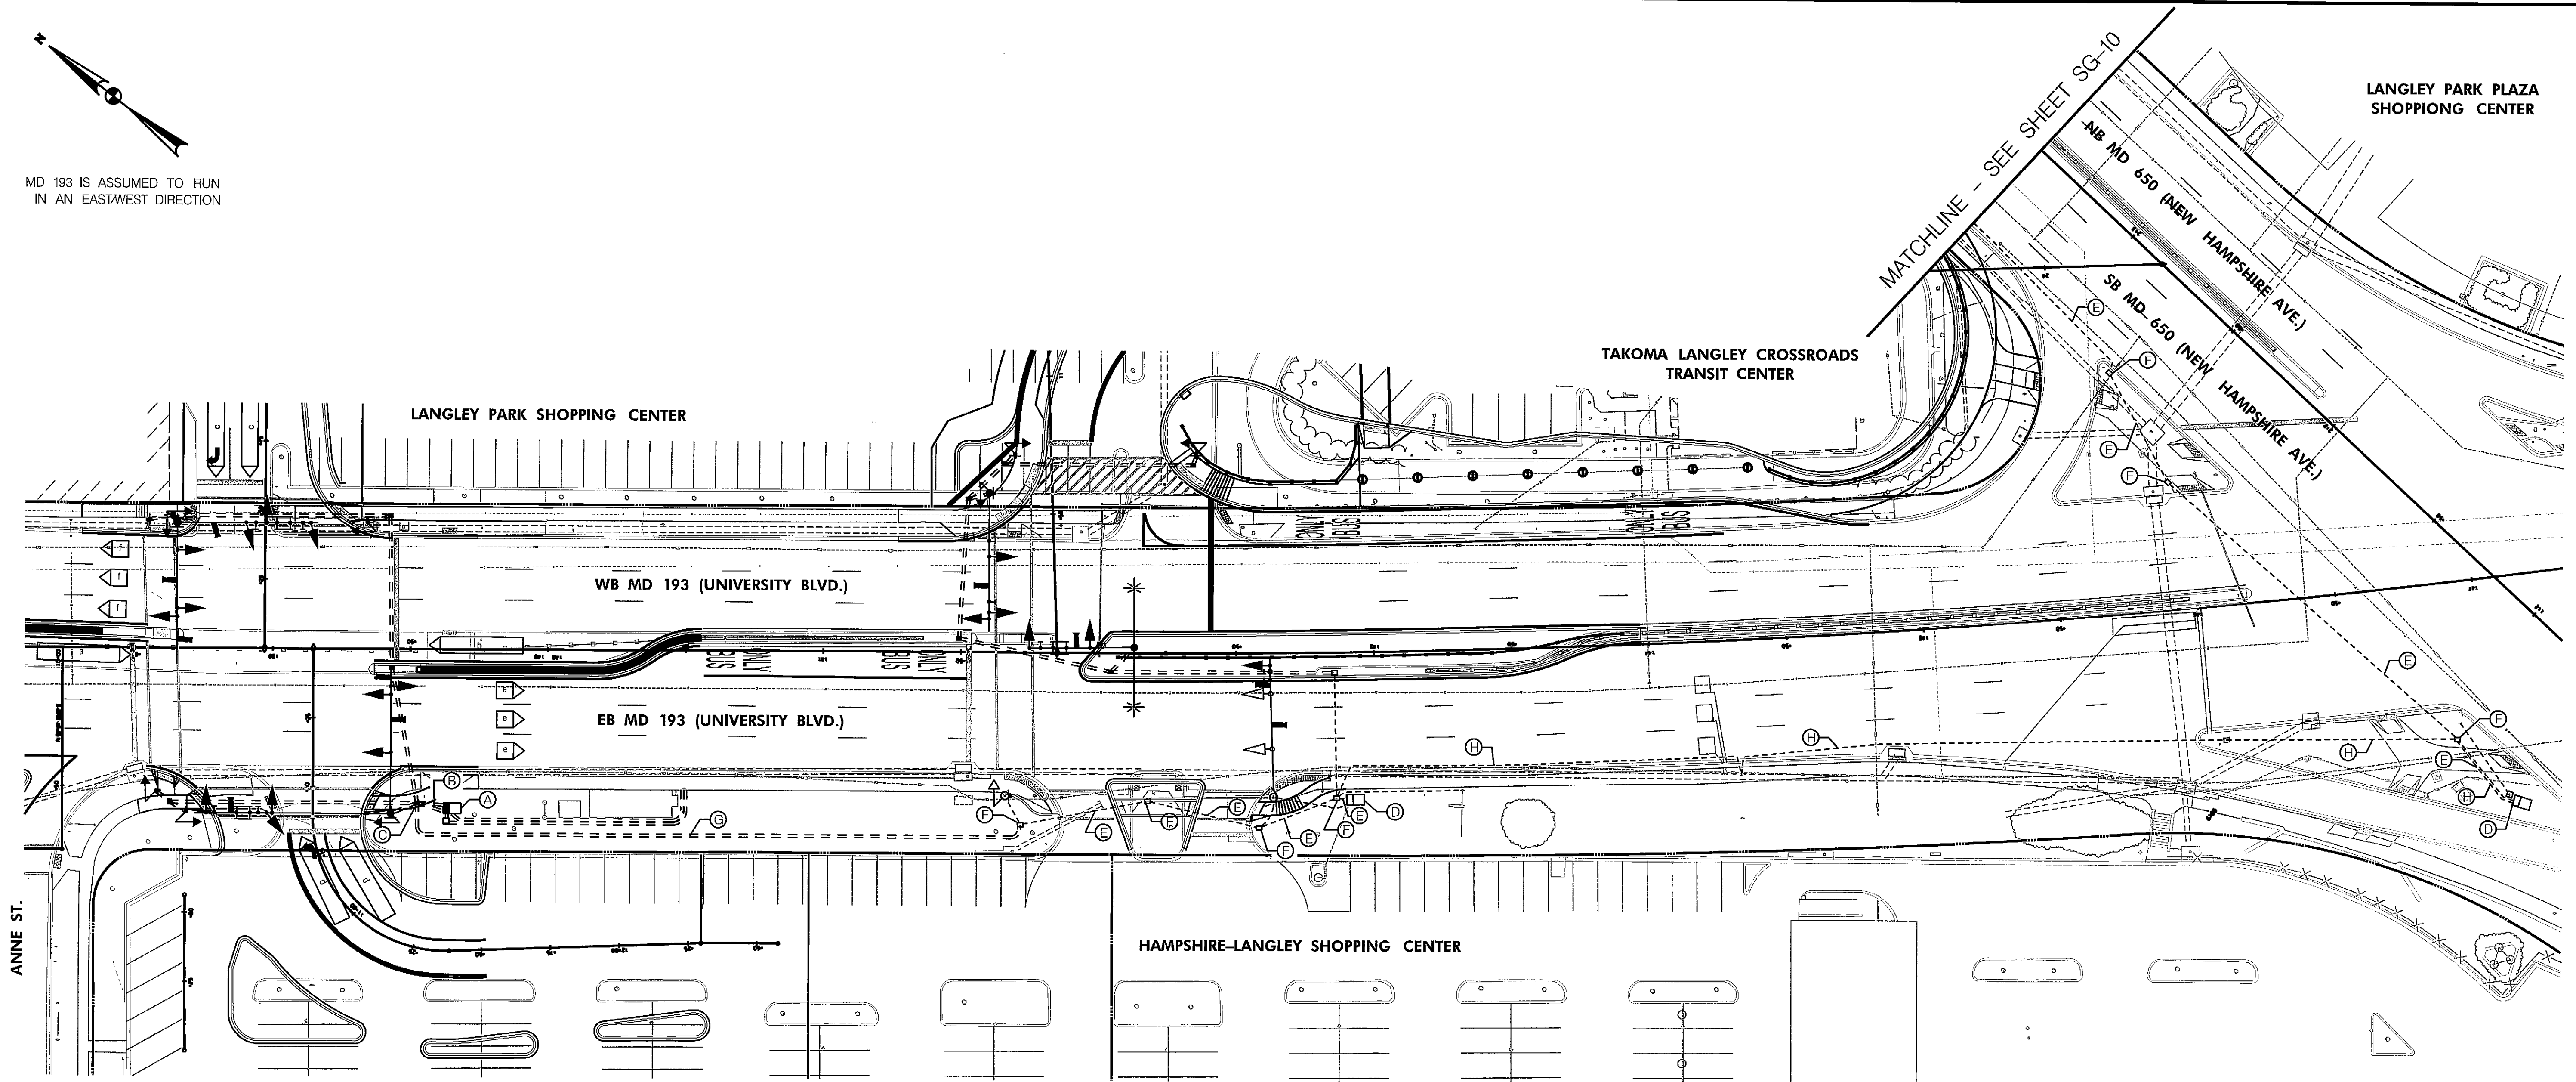 N
MD 193 IS ASSUMED TO RUN
IN AN EAST/WEST DIRECTION
MATCHLINE - SEE SHEET SG-10
LANGLEY PARK PLAZA
SHOPPIONG CENTER
NB MD 650 (NEW HAMPSHIRE AVE.)
SB MD 650 (NEW HAMPSHIRE AVE.)
E
F
E
F
TAKOMA LANGLEY CROSSROADS
TRANSIT CENTER
LANGLEY PARK SHOPPING CENTER
c
c
ONLY
BUS
ONLY
BUS
f
f
f
WB MD 193 (UNIVERSITY BLVD.)
a
b
BUS
ONLY
BUS
ONLY
e
e
e
EB MD 193 (UNIVERSITY BLVD.)
E
F
H
H
H
E
H
D
B
A
C
G
F
E
E
E
F
E
F
E
D
d
d
ANNE ST.
HAMPSHIRE-LANGLEY SHOPPING CENTER